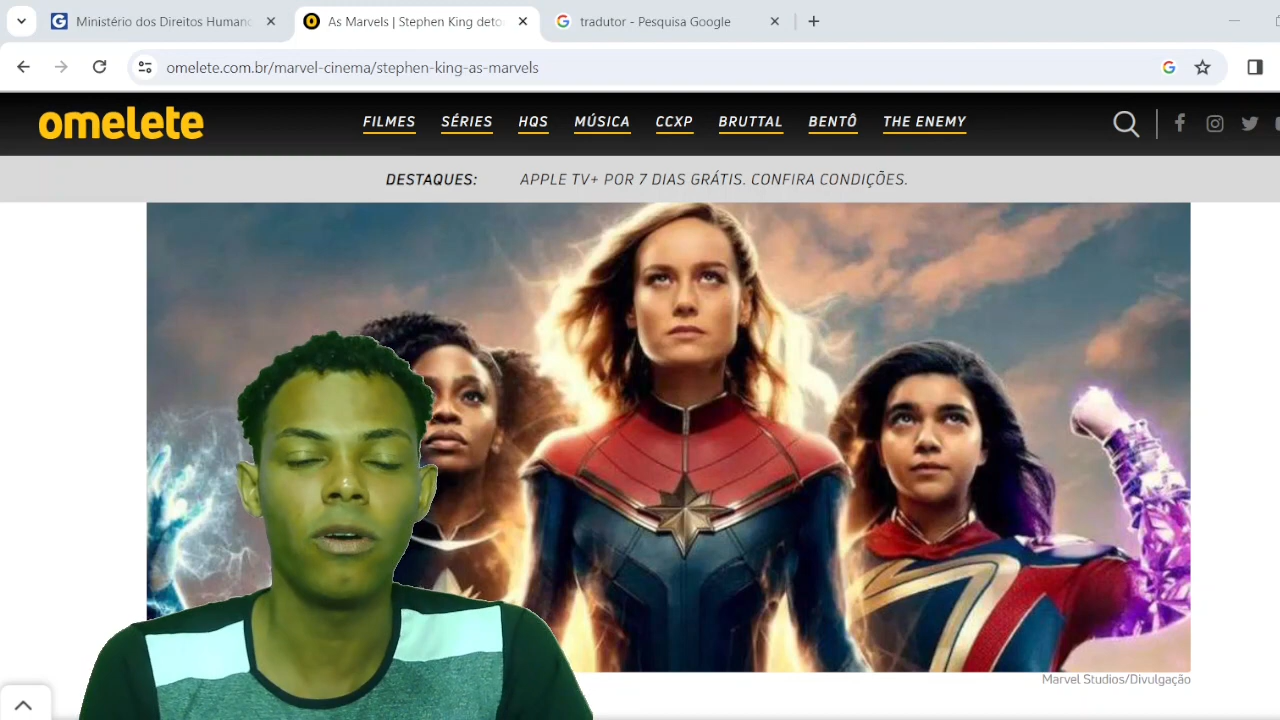 Ministério dos Direitos Humano
As Marvels | Stephen King deto
tradutor - Pesquisa Google
omelete.com.br/marvel-cinema/stephen-king-as-marvels
omelete
FILMES
SÉRIES
HQS
MÚSICA
CCXP
BRUTTAL
BENTÔ
THE ENEMY
DESTAQUES:
APPLE TV+ POR 7 DIAS GRÁTIS. CONFIRA CONDIÇÕES.
Marvel Studios/Divulgação